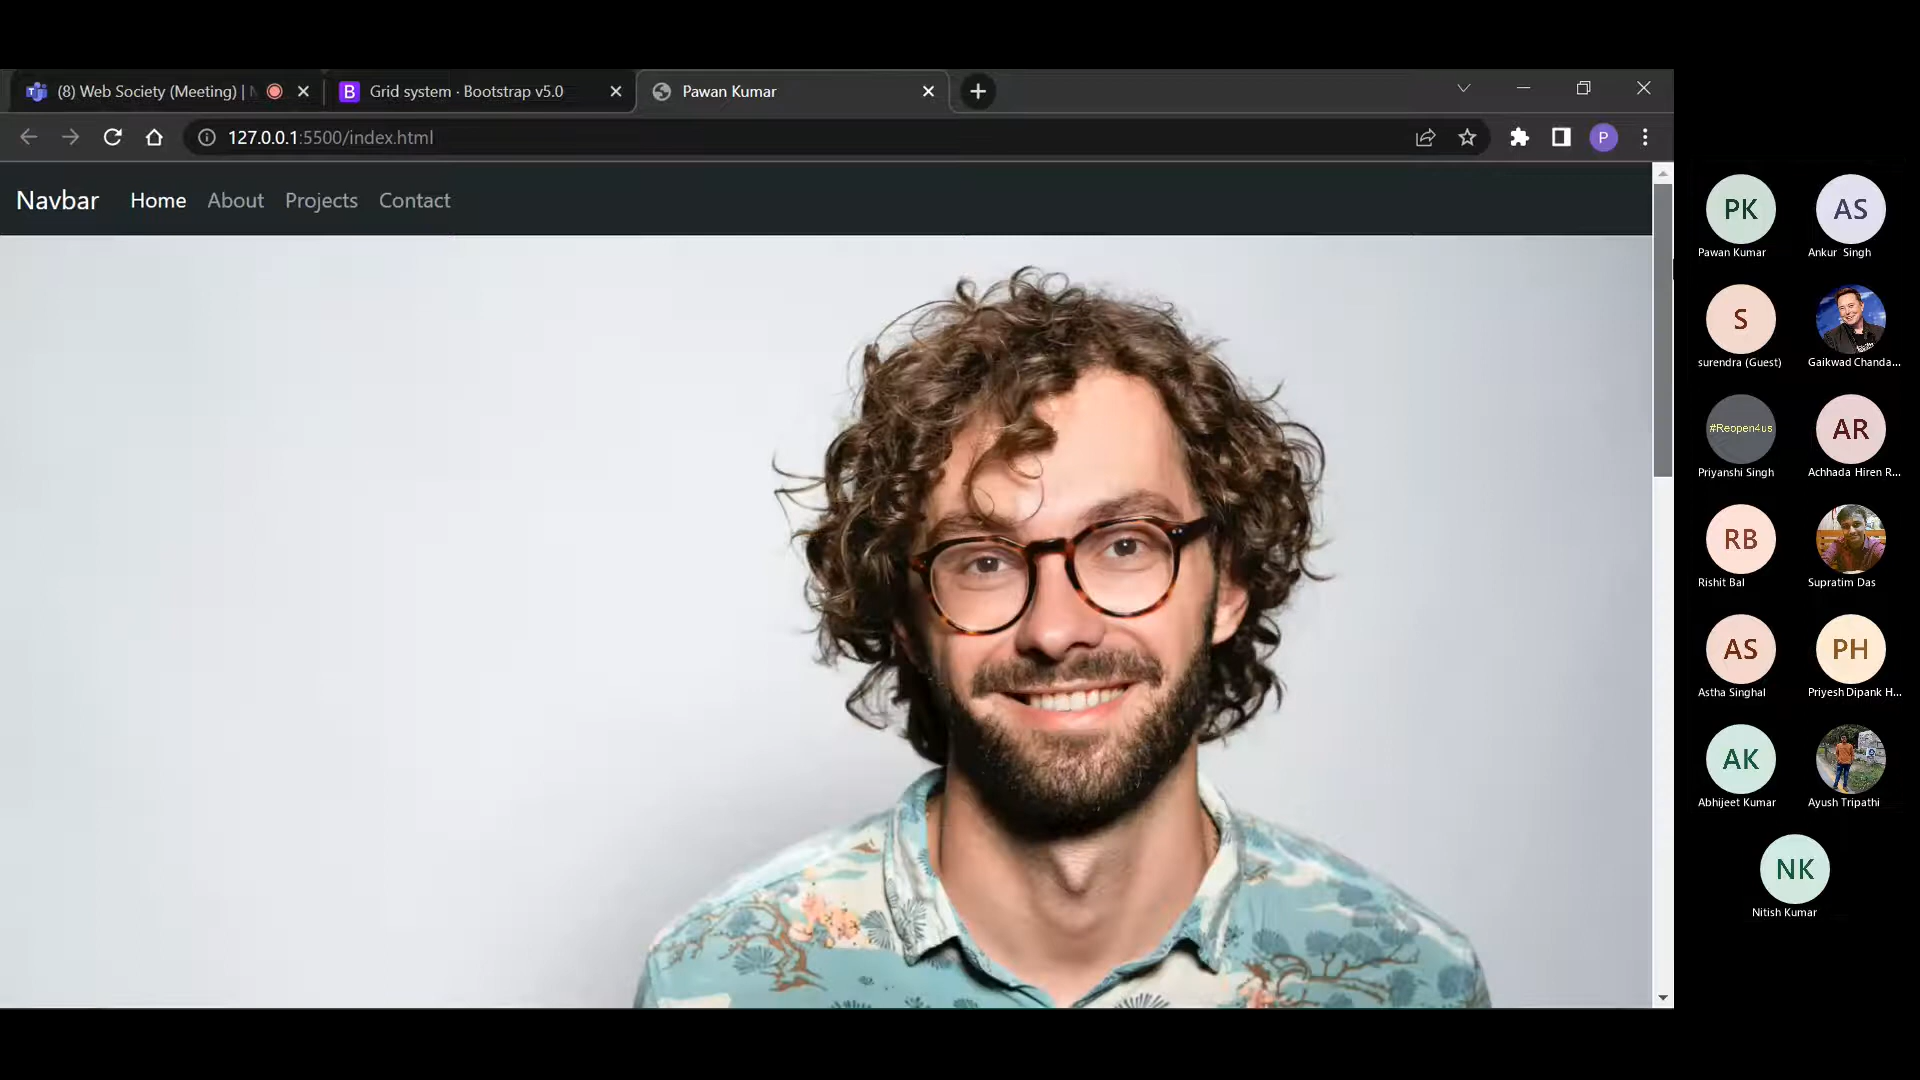 (8) Web Society (Meeting) |
Grid system · Bootstrap v5.0
Pawan Kumar
127.0.0.1:5500/index.html
P
Navbar Home About Projects Contact
PK AS
Pawan Kumar Ankur Singh
S
surendra (Guest) Gaikwad Chanda...
#Reopen4us AR
Priyanshi Singh Achhada Hiren R...
RB
Rishit Bal Supratim Das
AS PH
Astha Singhal Priyesh Dipank H...
AK
Abhijeet Kumar Ayush Tripathi
NK
Nitish Kumar